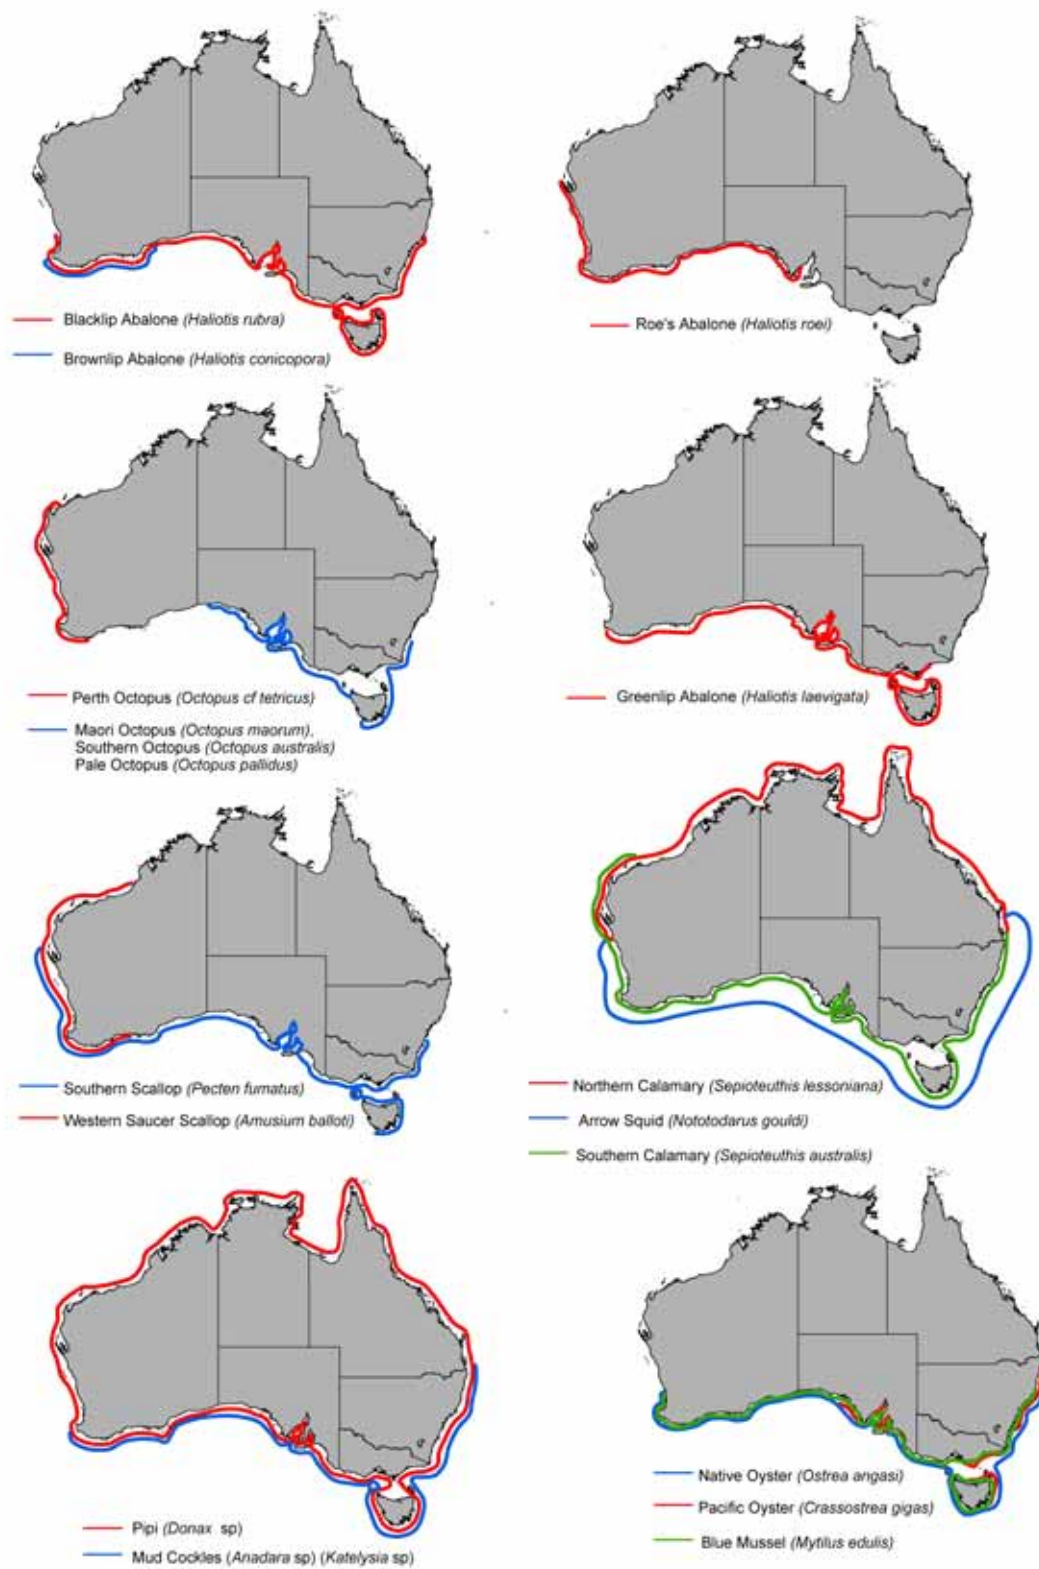 Blacklip Abalone (Haliotis rubra)
Brownlip Abalone (Haliotis conicopora)
Roe's Abalone (Haliotis roei)
Perth Octopus (Octopus cf tetricus)
Maori Octopus (Octopus maorum),
Southern Octopus (Octopus australis)
Pale Octopus (Octopus pallidus)
Greenlip Abalone (Haliotis laevigata)
Southern Scallop (Pecten fumatus)
Western Saucer Scallop (Amusium balloti)
Northern Calamary (Sepioteuthis lessoniana)
Arrow Squid (Nototodarus gouldi)
Southern Calamary (Sepioteuthis australis)
Pipi (Donax sp)
Mud Cockles (Anadara sp) (Katelysia sp)
Native Oyster (Ostrea angasi)
Pacific Oyster (Crassostrea gigas)
Blue Mussel (Mytilus edulis)